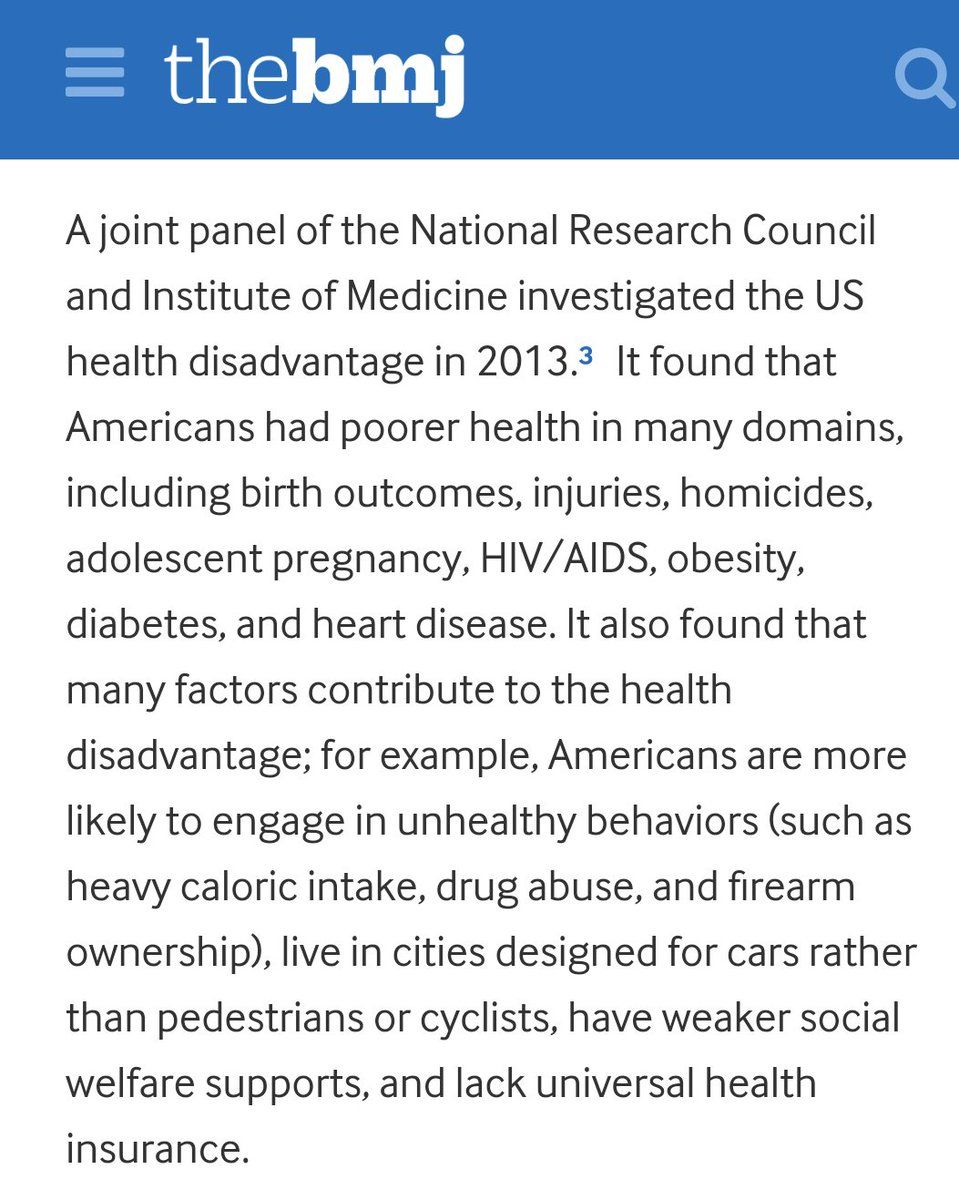 thebmj
A joint panel of the National Research Council
and Institute of Medicine investigated the US
health disadvantage in 2013.³ It found that
Americans had poorer health in many domains,
including birth outcomes, injuries, homicides,
adolescent pregnancy, HIV/AIDS, obesity,
diabetes, and heart disease. It also found that
many factors contribute to the health
disadvantage; for example, Americans are more
likely to engage in unhealthy behaviors (such as
heavy caloric intake, drug abuse, and firearm
ownership), live in cities designed for cars rather
than pedestrians or cyclists, have weaker social
welfare supports, and lack universal health
insurance.